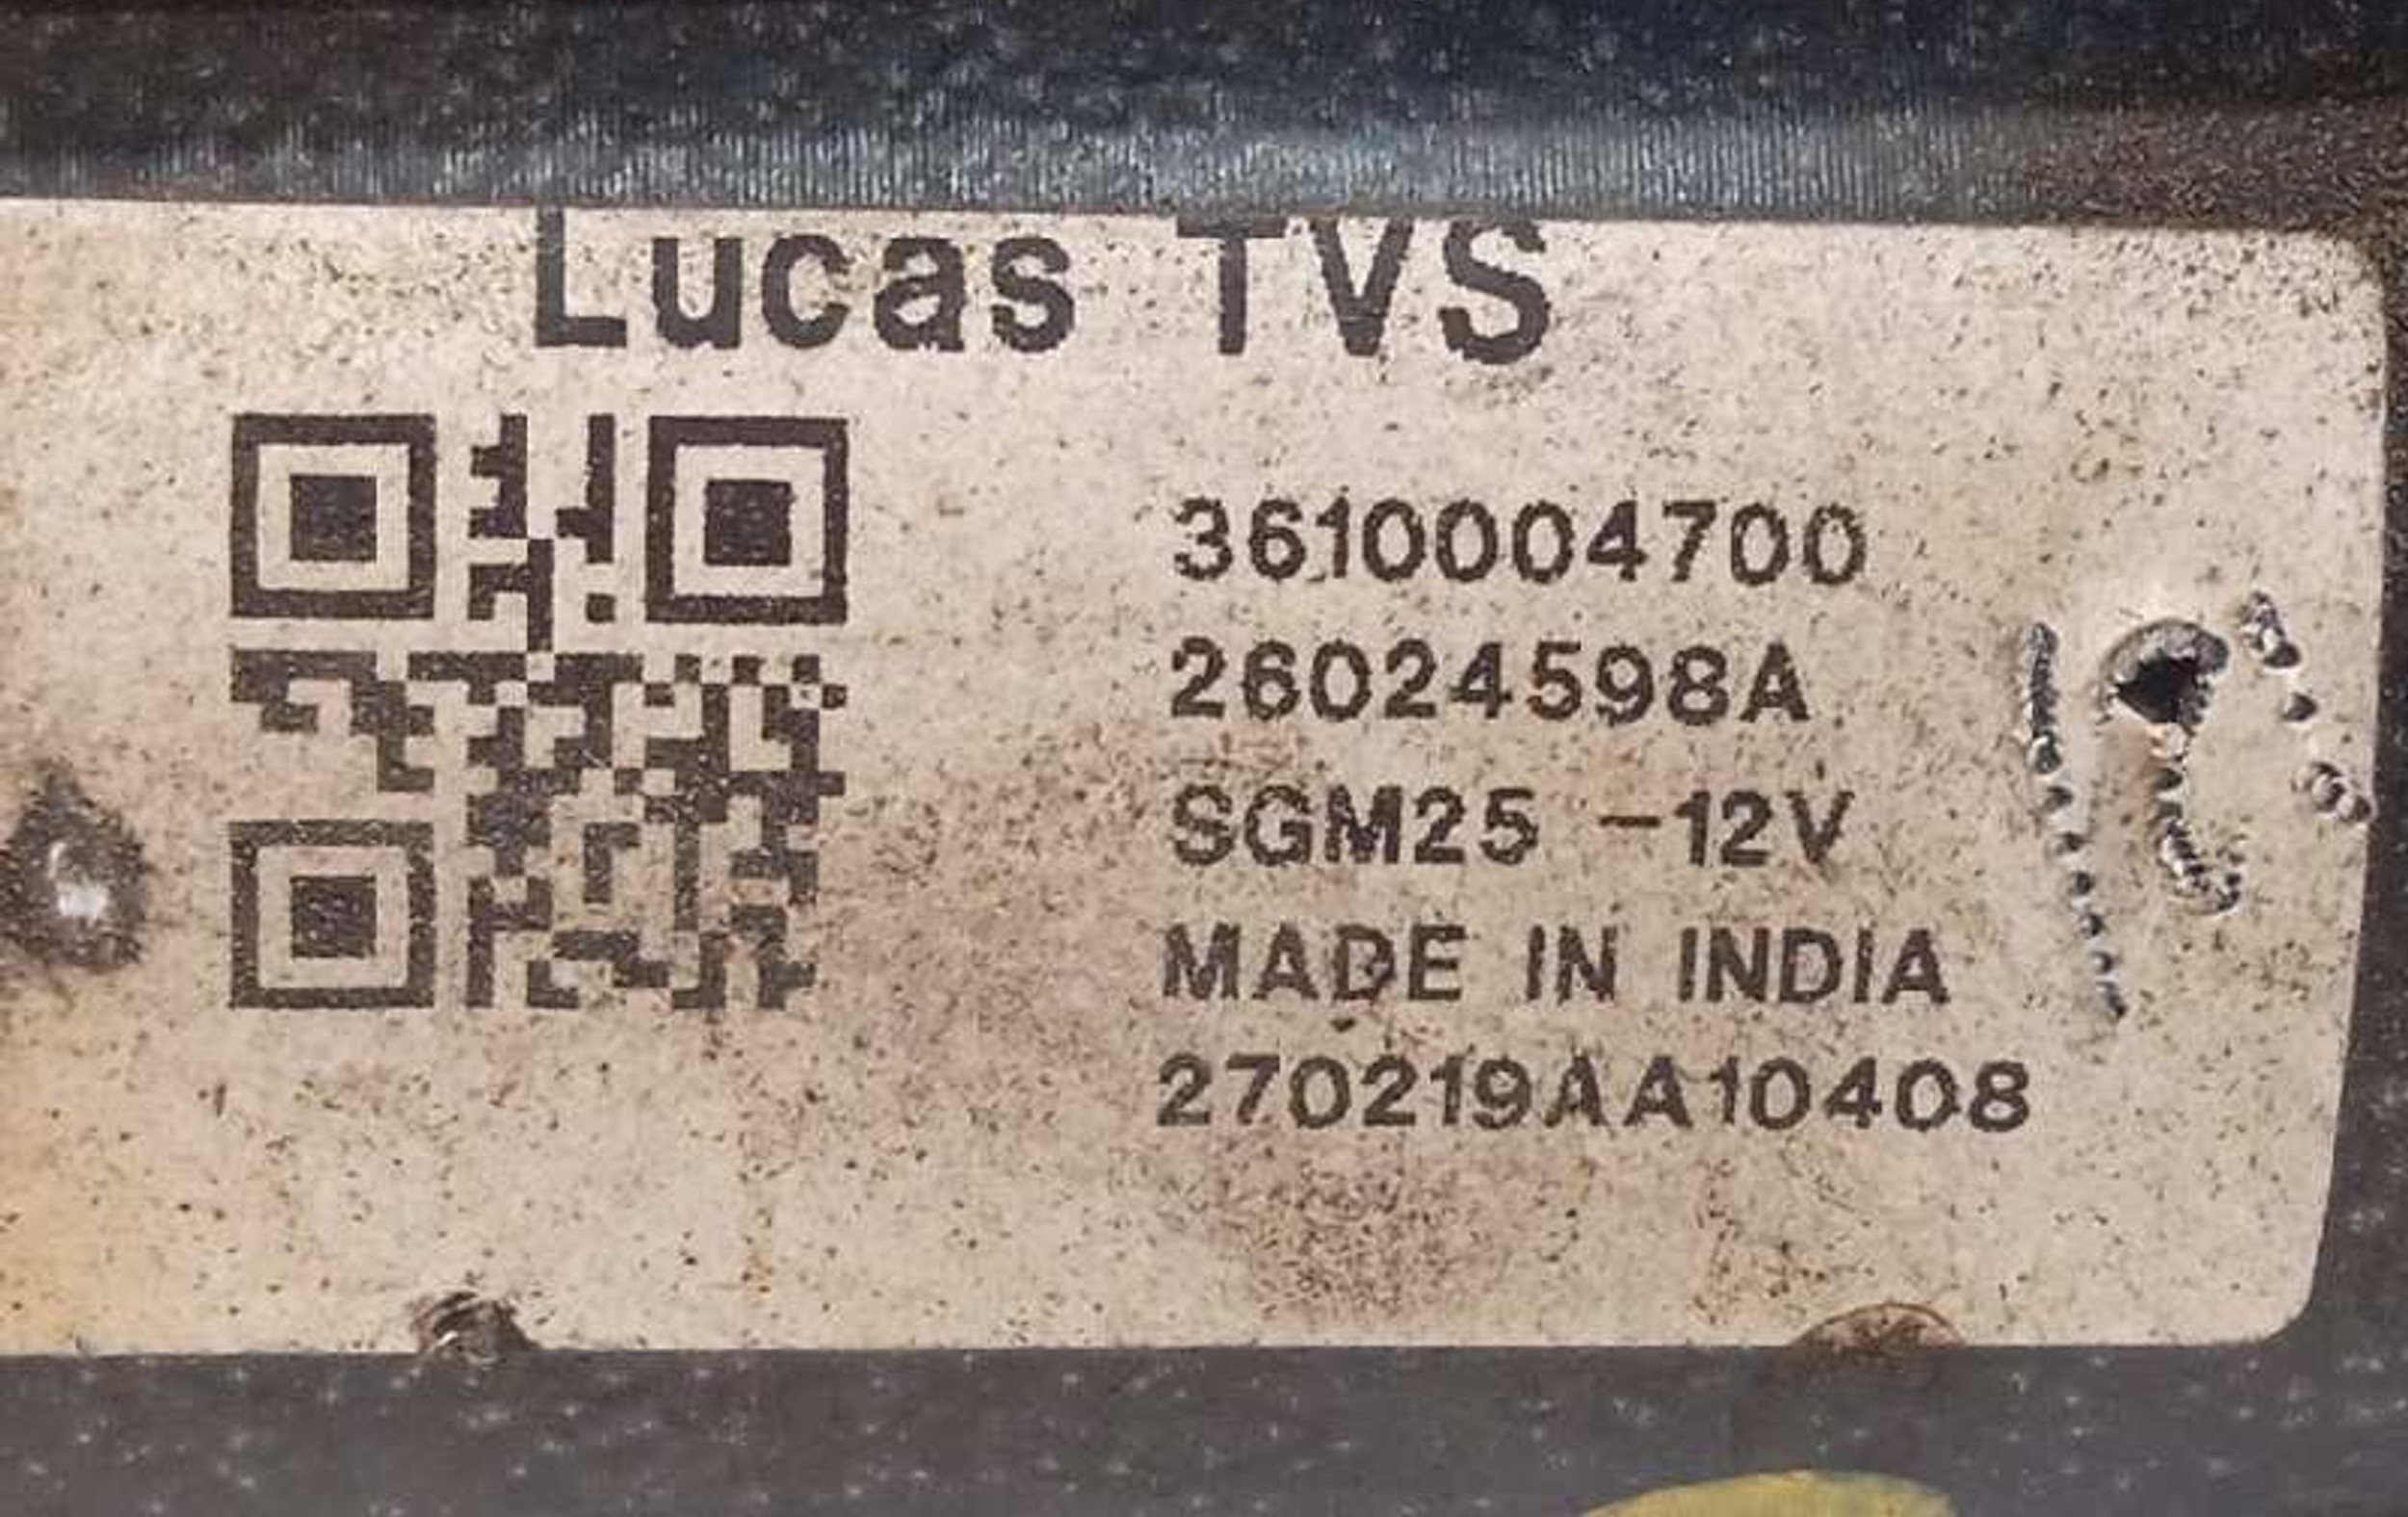 Lucas TVS
3610004700
26024598A
SGM25 -12V
MADE IN INDIA
270219AA10408